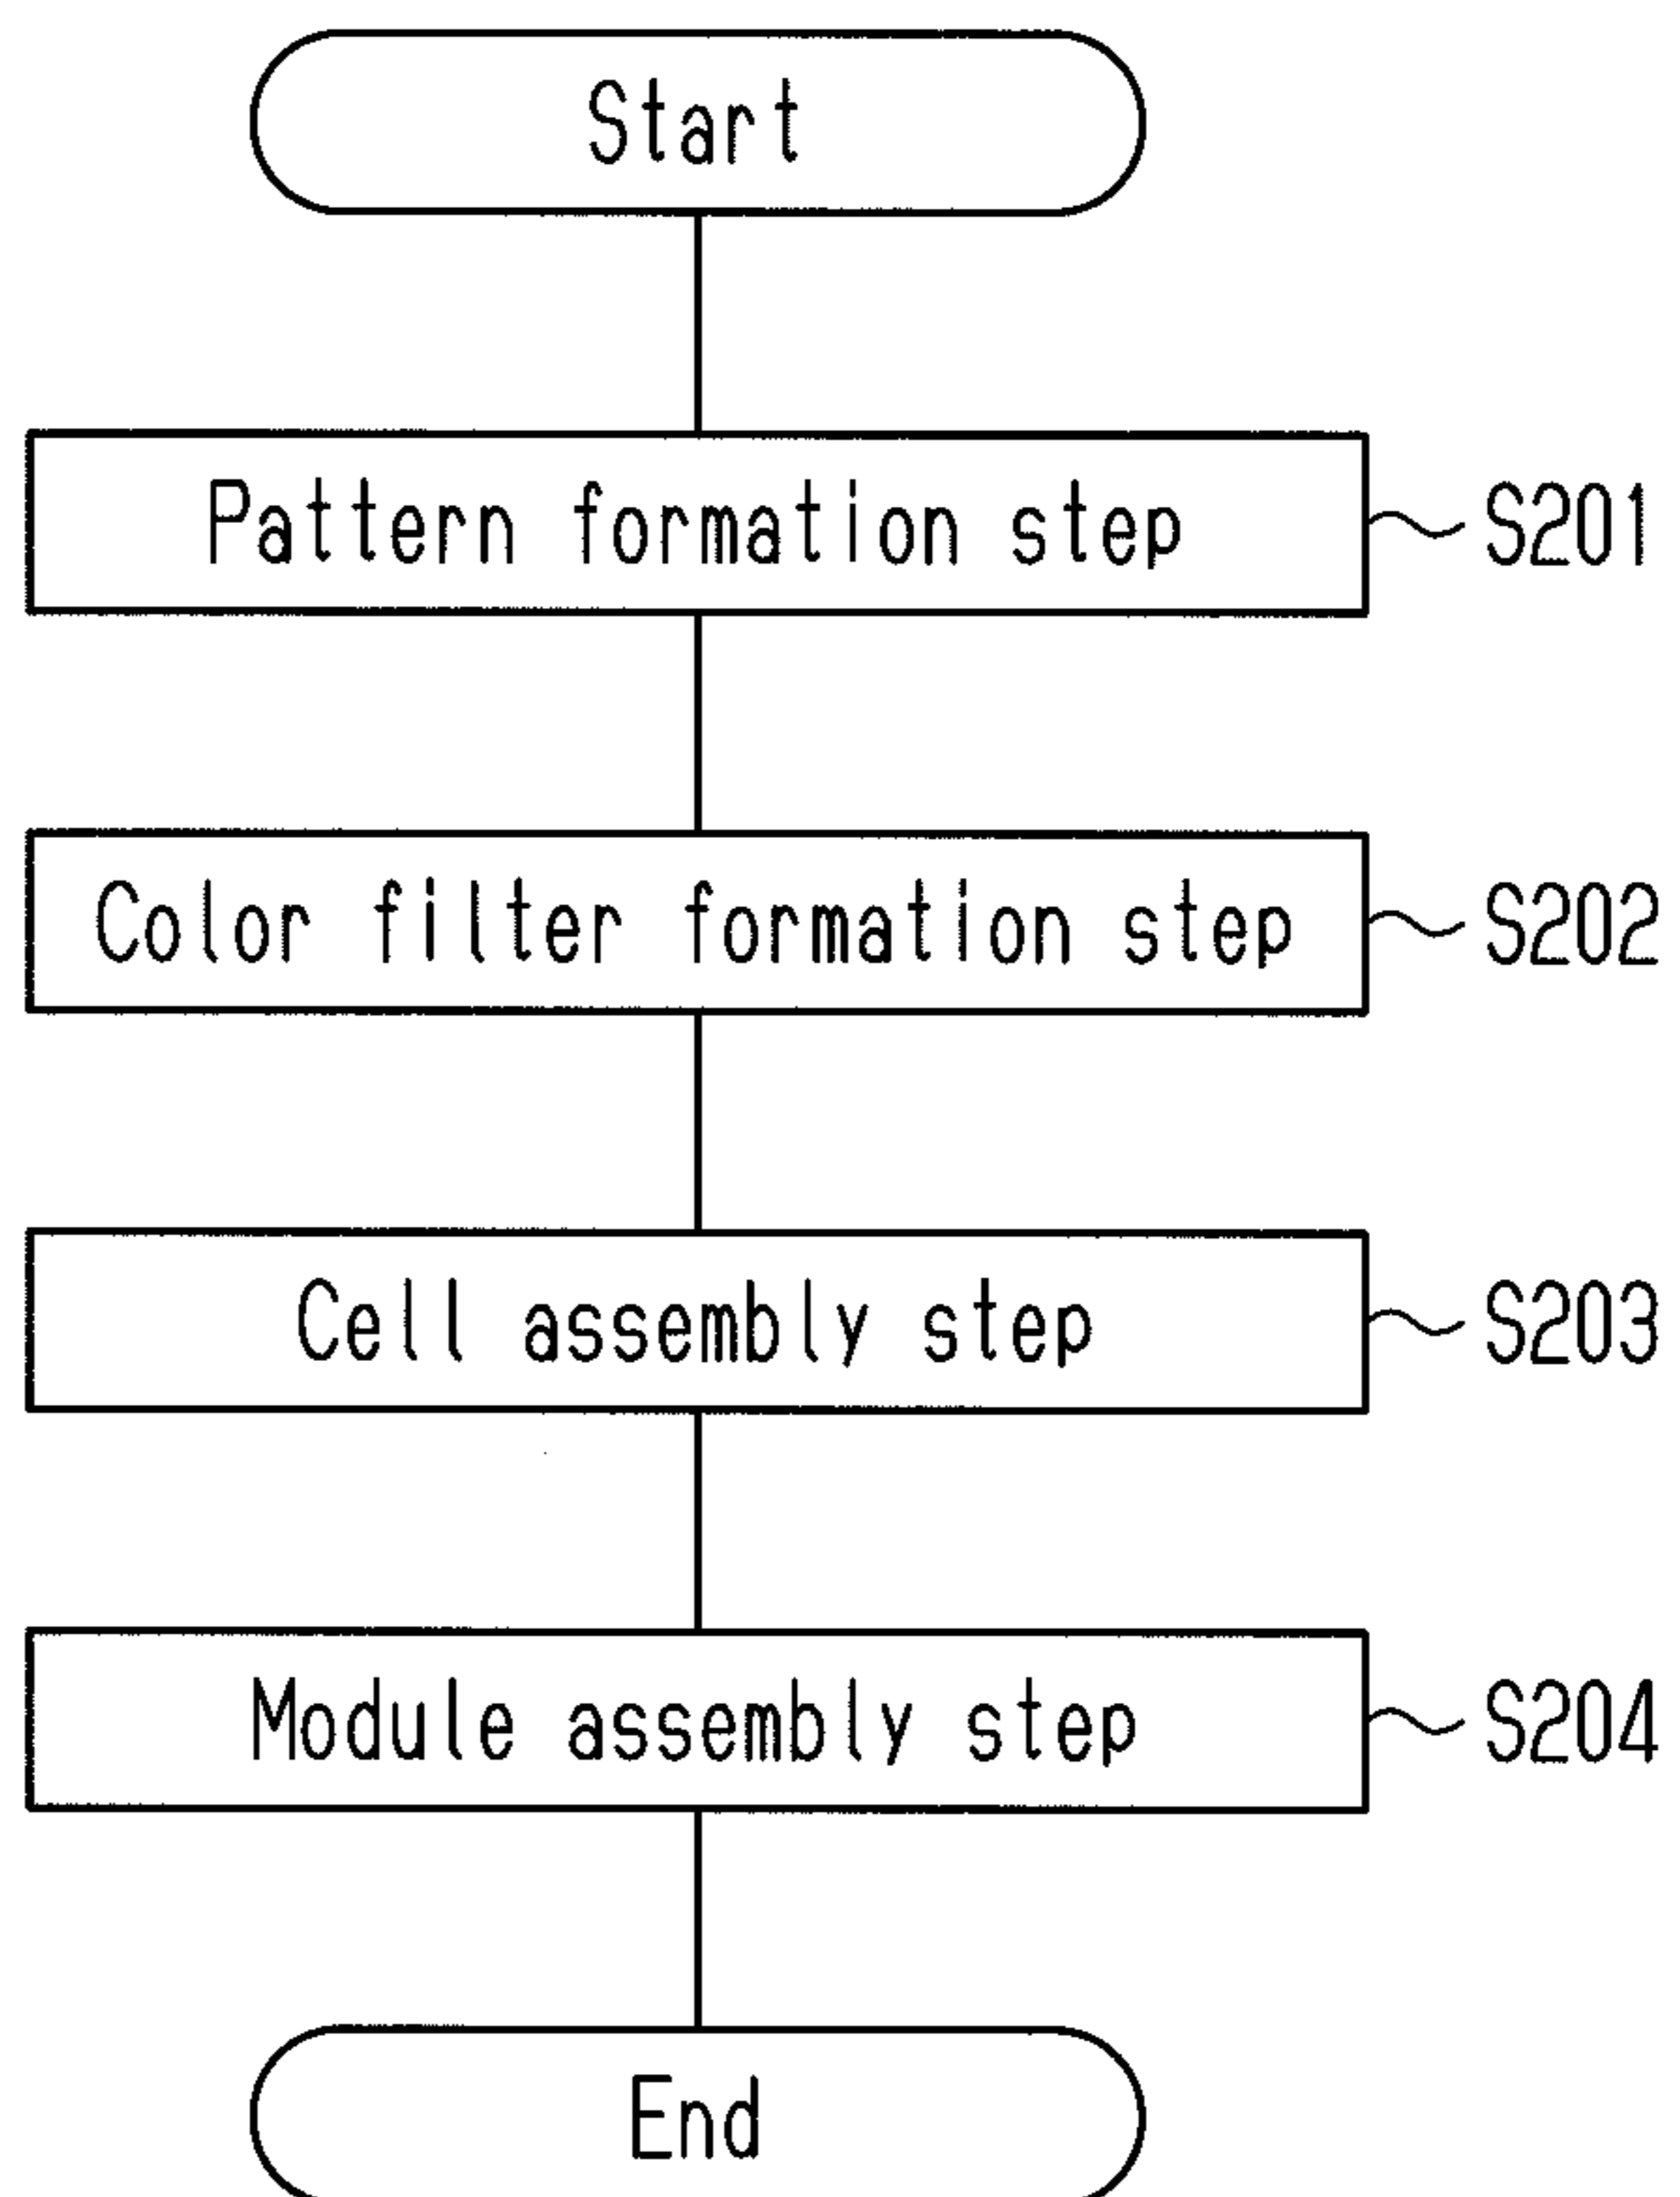 Start
Pattern formation step S201
Color filter formation step S202
Cell assembly step S203
Module assembly step S204
End